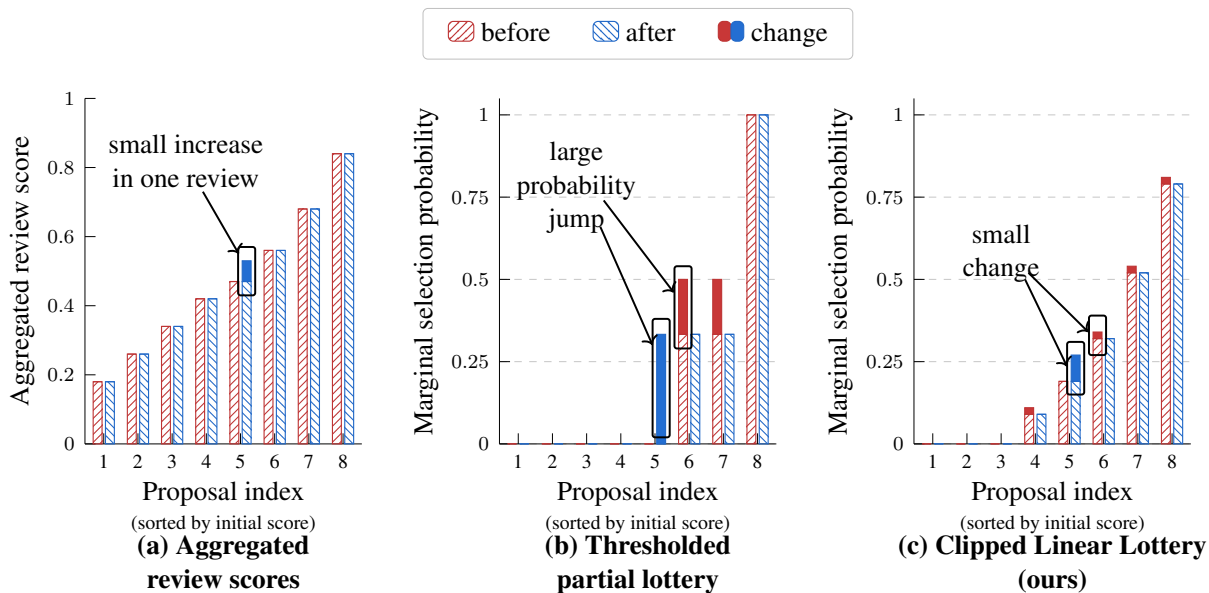 before after change
Aggregated review score
1
0.8
0.6
0.4
0.2
0
small increase
in one review
1 2 3 4 5 6 7 8
Proposal index
(sorted by initial score)
(a) Aggregated
review scores
Marginal selection probability
1
0.75
0.5
0.25
0
large
probability
jump
1 2 3 4 5 6 7 8
Proposal index
(sorted by initial score)
(b) Thresholded
partial lottery
Marginal selection probability
1
0.75
0.5
0.25
0
small
change
1 2 3 4 5 6 7 8
Proposal index
(sorted by initial score)
(c) Clipped Linear Lottery
(ours)